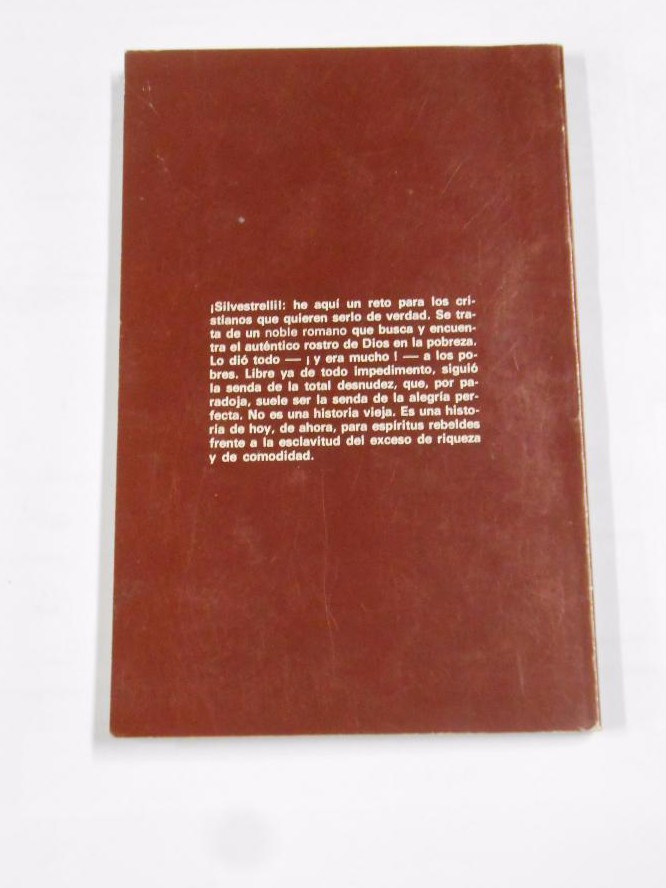 ¡Silvestrelli!: he aquí un reto para los cri-
stianos que quieren serlo de verdad. Se tra-
ta de un noble romano que busca y encuen-
tra el auténtico rostro de Dios en la pobreza.
Lo dió todo — ¡ y era mucho ! — a los po-
bres. Libre ya de todo impedimento, siguió
la senda de la total desnudez, que, por pa-
radoja, suele ser la senda de la alegría per-
fecta. No es una historia vieja. Es una histo-
ría de hoy, de ahora, para espíritus rebeldes
frente a la esclavitud del exceso de riqueza
y de comodidad.